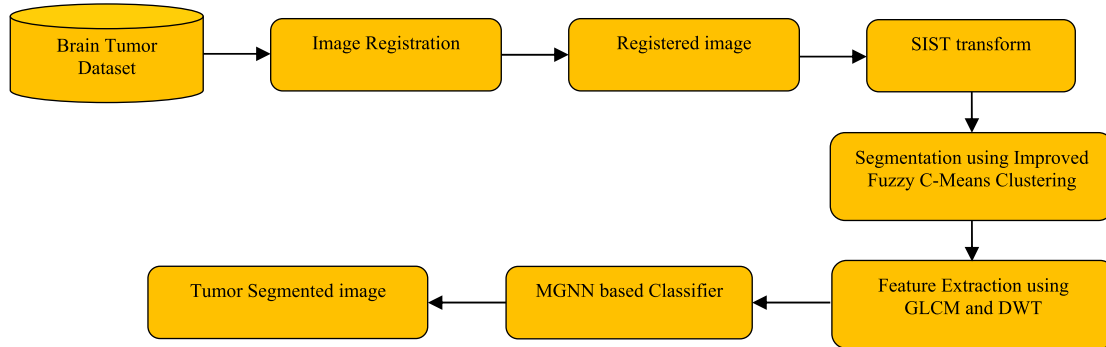 Brain Tumor
Dataset
Image Registration
Registered image
SIST transform
Segmentation using Improved
Fuzzy C-Means Clustering
Feature Extraction using
GLCM and DWT
MGNN based Classifier
Tumor Segmented image